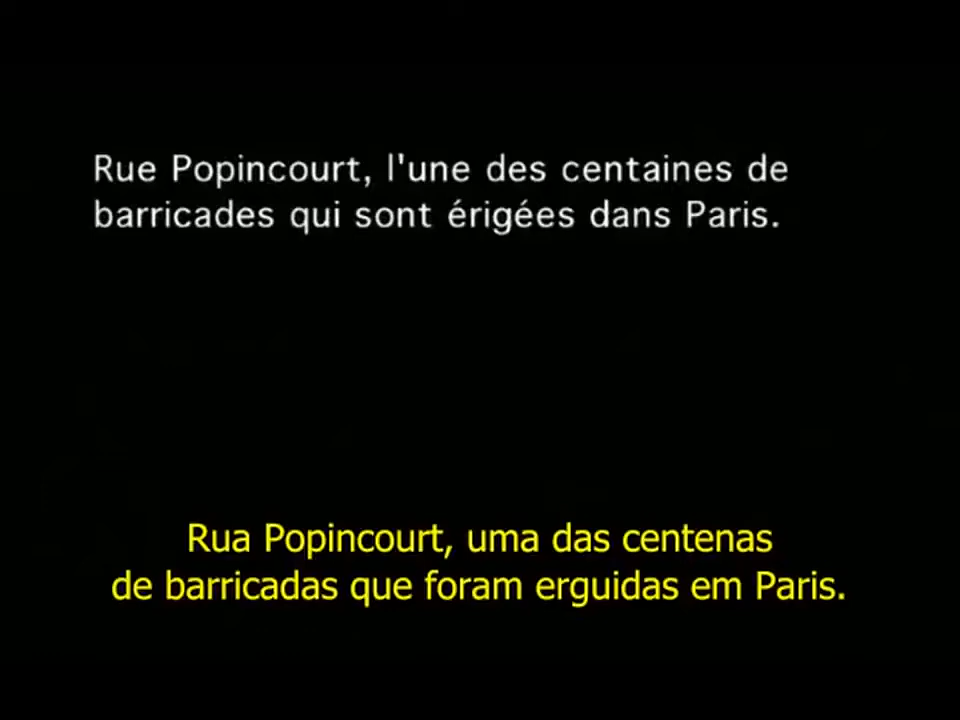 Rue Popincourt, l'une des centaines de
barricades qui sont érigées dans Paris.
Rua Popincourt, uma das centenas
de barricadas que foram erguidas em Paris.